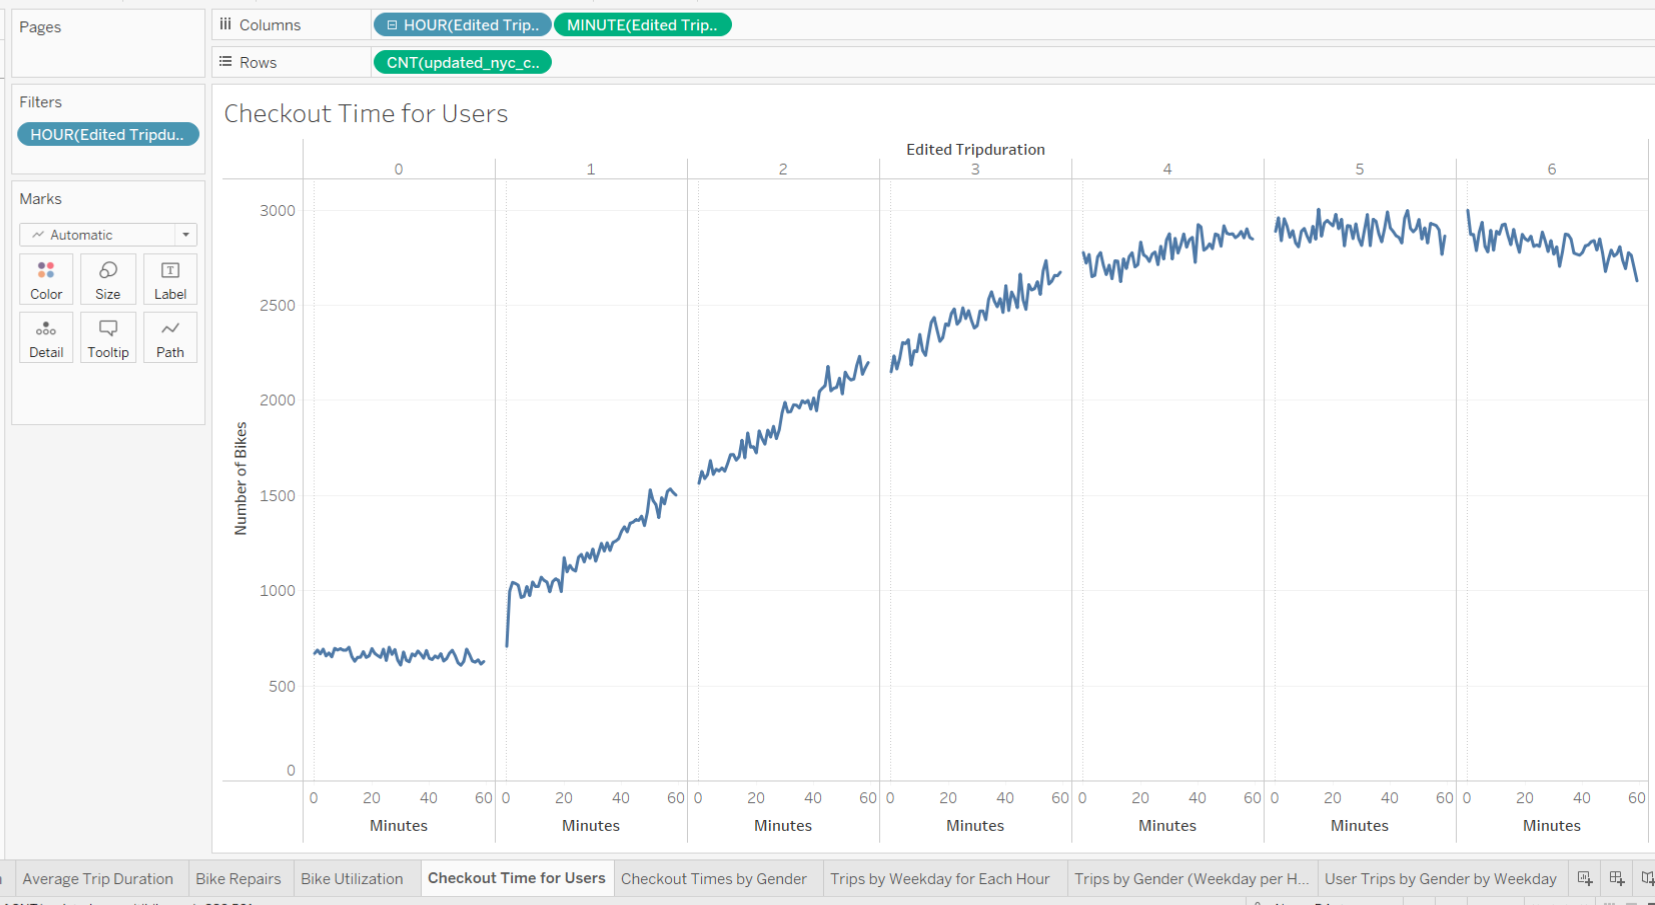 Pages
Columns
HOUR(Edited Trip..
MINUTE(Edited Trip..
Rows
CNT(updated_nyc_c..
Filters
HOUR(Edited Tripdu..
Marks
Automatic
Color Size Label
Detail Tooltip Path
Checkout Time for Users
Edited Tripduration
0 1 2 3 4 5 6
Number of Bikes
3000
2500
2000
1500
1000
500
0
0 20 40 60 0 20 40 60 0 20 40 60 0 20 40 60 0 20 40 60 0 20 40 60 0 20 40 60
Minutes Minutes Minutes Minutes Minutes Minutes Minutes
Average Trip Duration
Bike Repairs
Bike Utilization
Checkout Time for Users
Checkout Times by Gender
Trips by Weekday for Each Hour
Trips by Gender (Weekday per H...
User Trips by Gender by Weekday